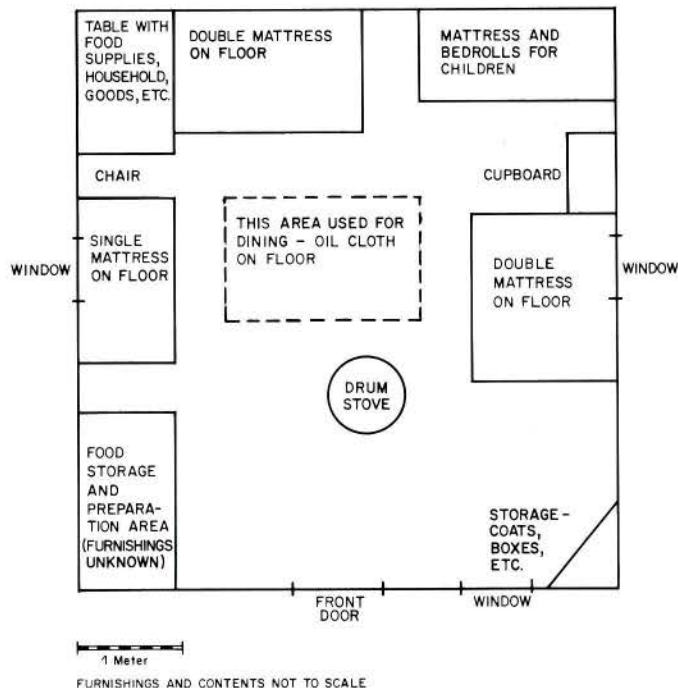 TABLE WITH
FOOD
SUPPLIES,
HOUSEHOLD,
GOODS, ETC.
DOUBLE MATTRESS
ON FLOOR
MATTRESS AND
BEDROLLS FOR
CHILDREN
CHAIR
CUPBOARD
THIS AREA USED FOR
DINING – OIL CLOTH
ON FLOOR
SINGLE
MATTRESS
ON FLOOR
WINDOW
DOUBLE
MATTRESS
ON FLOOR
WINDOW
DRUM
STOVE
FOOD
STORAGE
AND
PREPARA-
TION AREA
(FURNISHINGS
UNKNOWN)
STORAGE–
COATS,
BOXES,
ETC.
FRONT
DOOR
WINDOW
1 Meter
FURNISHINGS AND CONTENTS NOT TO SCALE